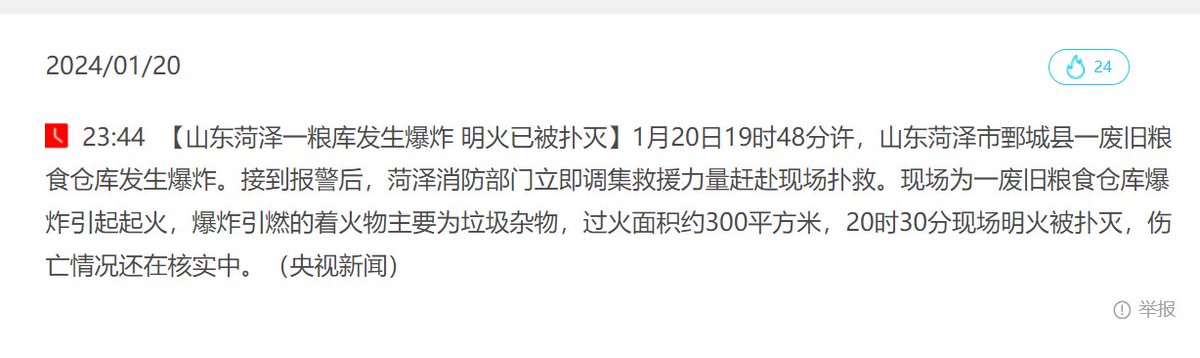 2024/01/20
24
23:44 【山东菏泽一粮库发生爆炸 明火已被扑灭】1月20日19时48分许，山东菏泽市鄄城县一废旧粮
食仓库发生爆炸。接到报警后，菏泽消防部门立即调集救援力量赶赴现场扑救。现场为一废旧粮食仓库爆
炸引起起火，爆炸引燃的着火物主要为垃圾杂物，过火面积约300平方米，20时30分现场明火被扑灭，伤
亡情况还在核实中。（央视新闻）
举报